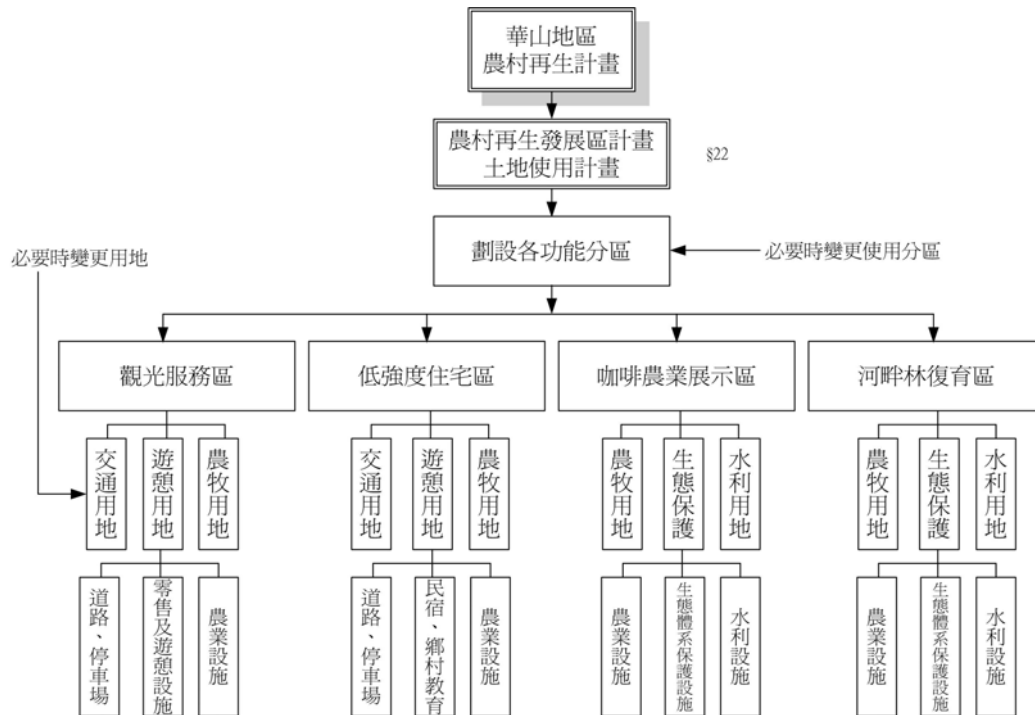 華山地區
農村再生計畫
農村再生發展區計畫
土地使用計畫
§22
劃設各功能分區
必要時變更使用分區
必要時變更用地
觀光服務區
低強度住宅區
咖啡農業展示區
河畔林復育區
交通用地
遊憩用地
農牧用地
交通用地
遊憩用地
農牧用地
農牧用地
生態保護
水利用地
農牧用地
生態保護
水利用地
道路、停車場
零售及遊憩設施
農業設施
道路、停車場
民宿、鄉村教育
農業設施
農業設施
生態體系保護設施
水利設施
農業設施
生態體系保護設施
水利設施